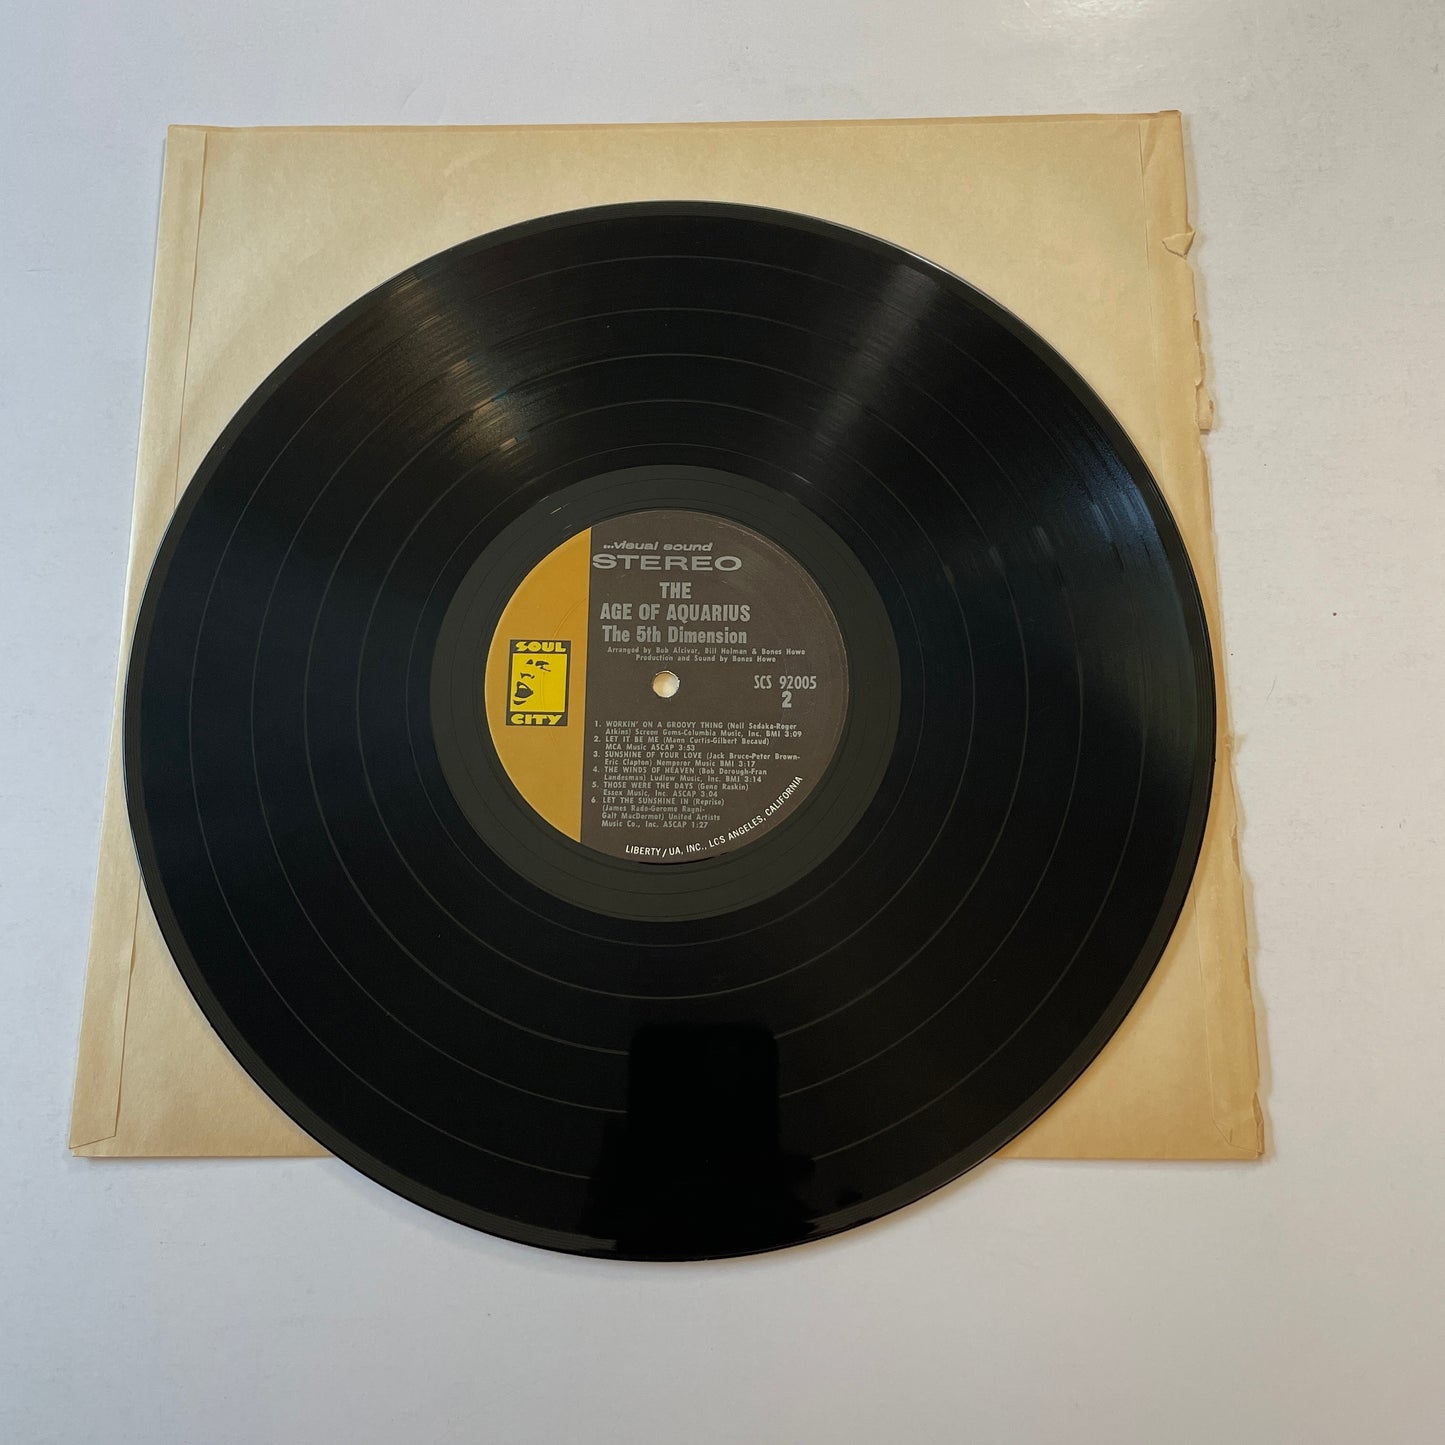 ...visual sound
STEREO
THE
AGE OF AQUARIUS
The 5th Dimension
Arranged by Bob Alcivar, Bill Holman & Bones Howe
Production and Sound by Bones Howe
SOUL
CITY
SCS 92005
2
1. WORKIN' ON A GROOVY THING (Neil Sedaka-Roger
Atkins) Screen Gems-Columbia Music, Inc. BMI 3:09
2. LET IT BE ME (Mann Curtis-Gilbert Becaud)
MCA Music ASCAP 3:53
3. SUNSHINE OF YOUR LOVE (Jack Bruce-Peter Brown-
Eric Clapton) Nemperor Music BMI 3:17
4. THE WINDS OF HEAVEN (Bob Dorough-Fran
Landesman) Ludlow Music, Inc. BMI 3:14
5. THOSE WERE THE DAYS (Gene Raskin)
Essex Music, Inc. ASCAP 3:04
6. LET THE SUNSHINE IN (Reprise)
(James Rado-Gerome Ragni-
Galt MacDermot) United Artists
Music Co., Inc. ASCAP 1:27
LIBERTY/UA, INC., LOS ANGELES, CALIFORNIA